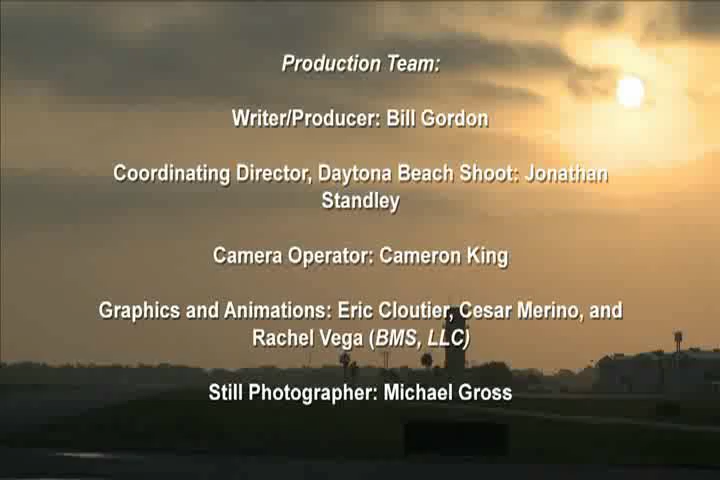 Production Team:
Writer/Producer: Bill Gordon
Coordinating Director, Daytona Beach Shoot: Jonathan
Standley
Camera Operator: Cameron King
Graphics and Animations: Eric Cloutier, Cesar Merino, and
Rachel Vega (BMS, LLC)
Still Photographer: Michael Gross